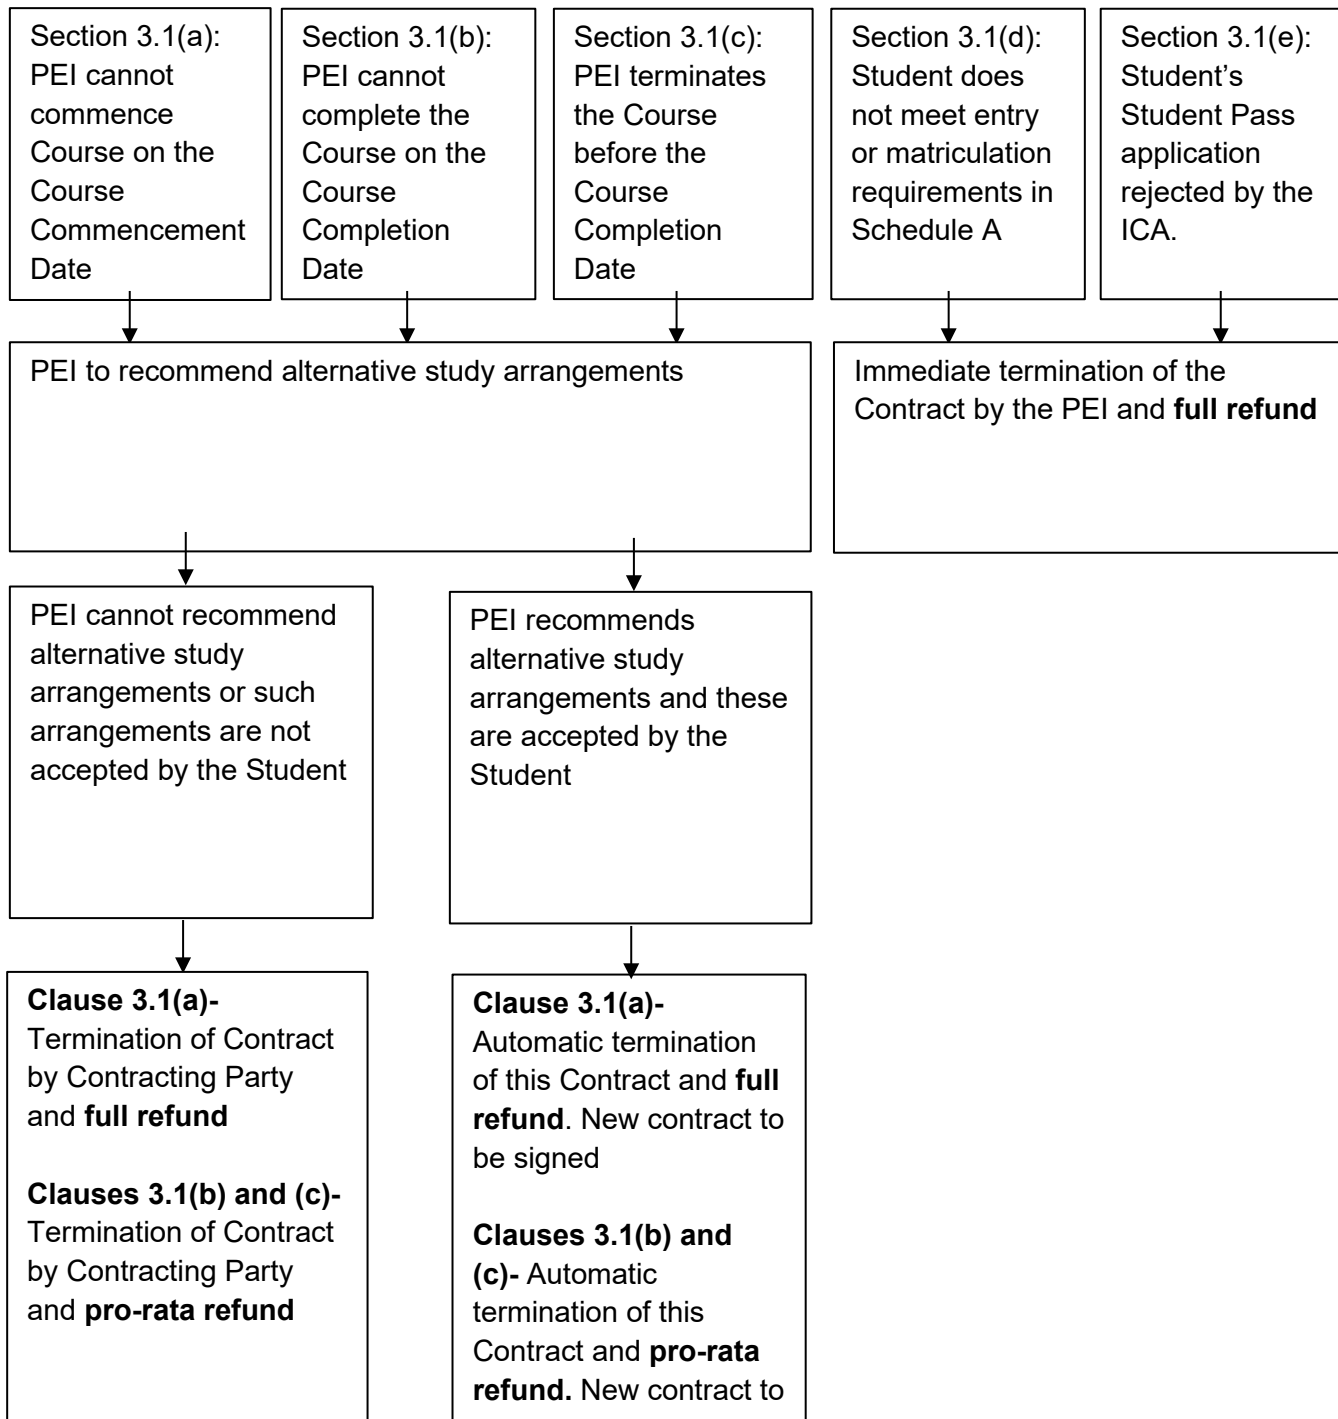 Section 3.1(a):
PEI cannot
commence
Course on the
Course
Commencement
Date
Section 3.1(b):
PEI cannot
complete the
Course on the
Course
Completion
Date
Section 3.1(c):
PEI terminates
the Course
before the
Course
Completion
Date
Section 3.1(d):
Student does
not meet entry
or matriculation
requirements in
Schedule A
Section 3.1(e):
Student’s
Student Pass
application
rejected by the
ICA.
PEI to recommend alternative study arrangements
Immediate termination of the
Contract by the PEI and full refund
PEI cannot recommend
alternative study
arrangements or such
arrangements are not
accepted by the Student
PEI recommends
alternative study
arrangements and these
are accepted by the
Student
Clause 3.1(a)-
Termination of Contract
by Contracting Party
and full refund
Clauses 3.1(b) and (c)-
Termination of Contract
by Contracting Party
and pro-rata refund
Clause 3.1(a)-
Automatic termination
of this Contract and full
refund. New contract to
be signed
Clauses 3.1(b) and
(c)- Automatic
termination of this
Contract and pro-rata
refund. New contract to